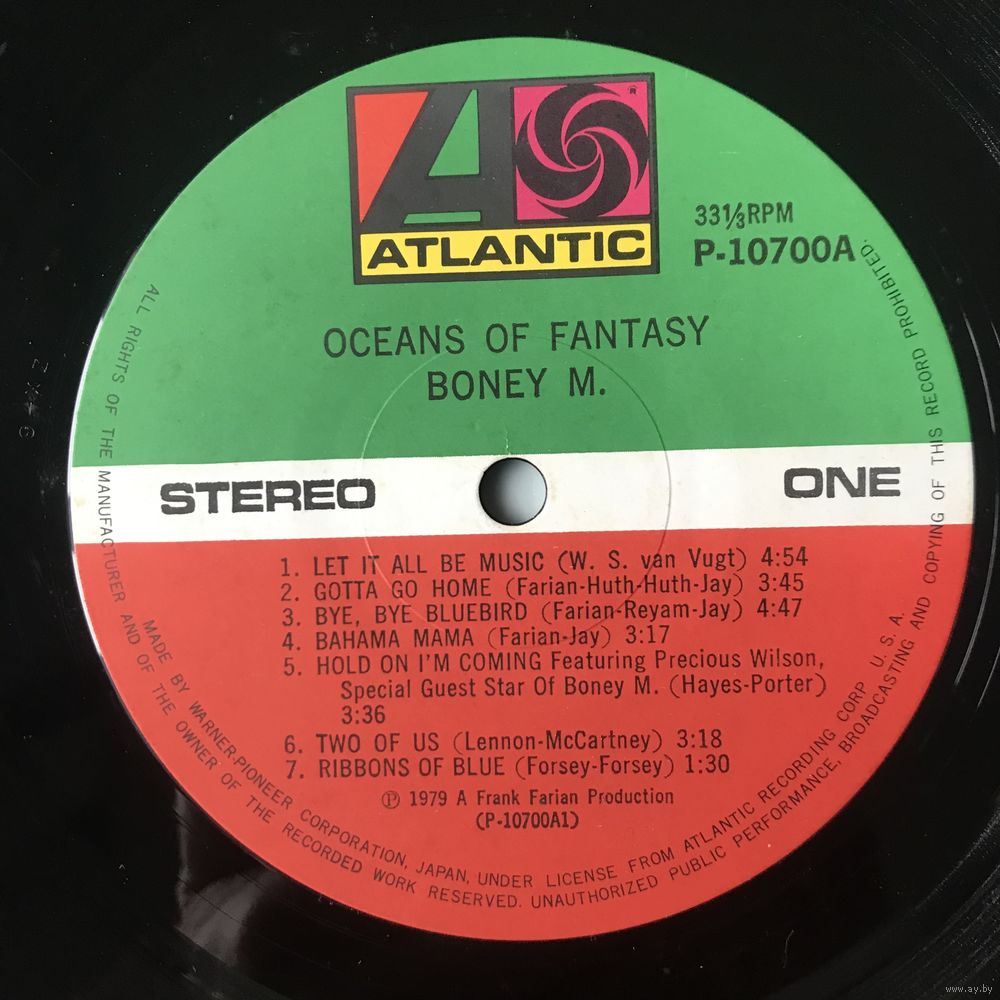 A
®
ATLANTIC
33⅓RPM
P-10700A
OCEANS OF FANTASY
BONEY M.
STEREO
ONE
1. LET IT ALL BE MUSIC (W. S. van Vugt) 4:54
2. GOTTA GO HOME (Farian-Huth-Huth-Jay) 3:45
3. BYE, BYE BLUEBIRD (Farian-Reyam-Jay) 4:47
4. BAHAMA MAMA (Farian-Jay) 3:17
5. HOLD ON I'M COMING Featuring Precious Wilson,
Special Guest Star Of Boney M. (Hayes-Porter)
3:36
6. TWO OF US (Lennon-McCartney) 3:18
7. RIBBONS OF BLUE (Forsey-Forsey) 1:30
Ⓟ 1979 A Frank Farian Production
(P-10700A1)
MADE BY WARNER-PIONEER CORPORATION, JAPAN, UNDER LICENSE FROM ATLANTIC RECORDING CORP U. S. A.
ALL RIGHTS OF THE MANUFACTURER AND OF THE OWNER OF THE RECORDED WORK RESERVED. UNAUTHORIZED PUBLIC PERFORMANCE, BROADCASTING AND COPYING OF THIS RECORD PROHIBITED.
www.ay.by